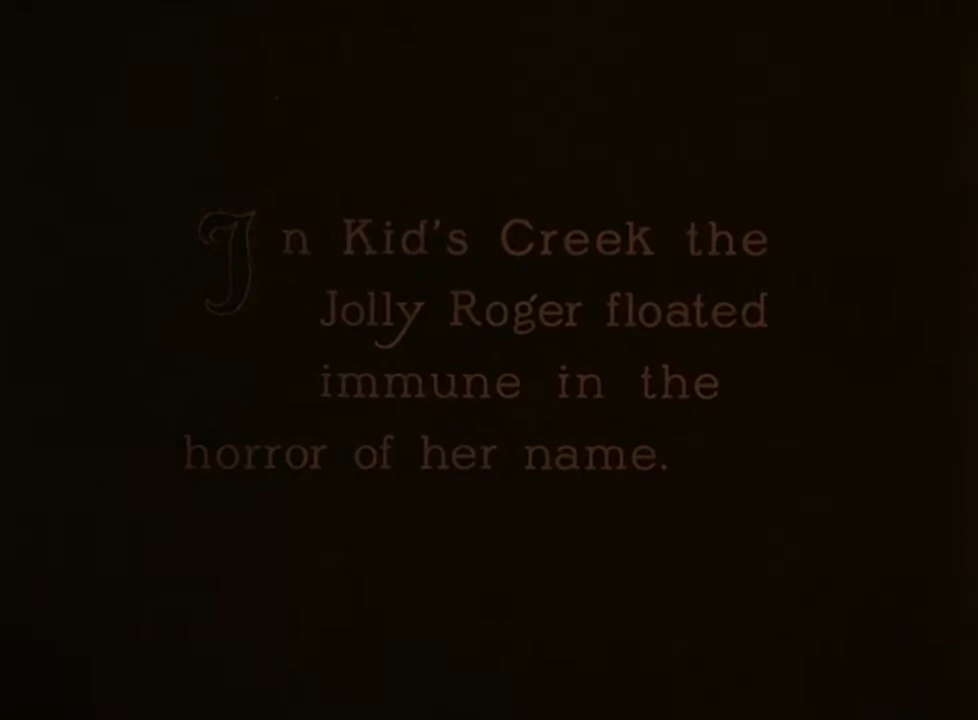 In Kid's Creek the
Jolly Roger floated
immune in the
horror of her name.